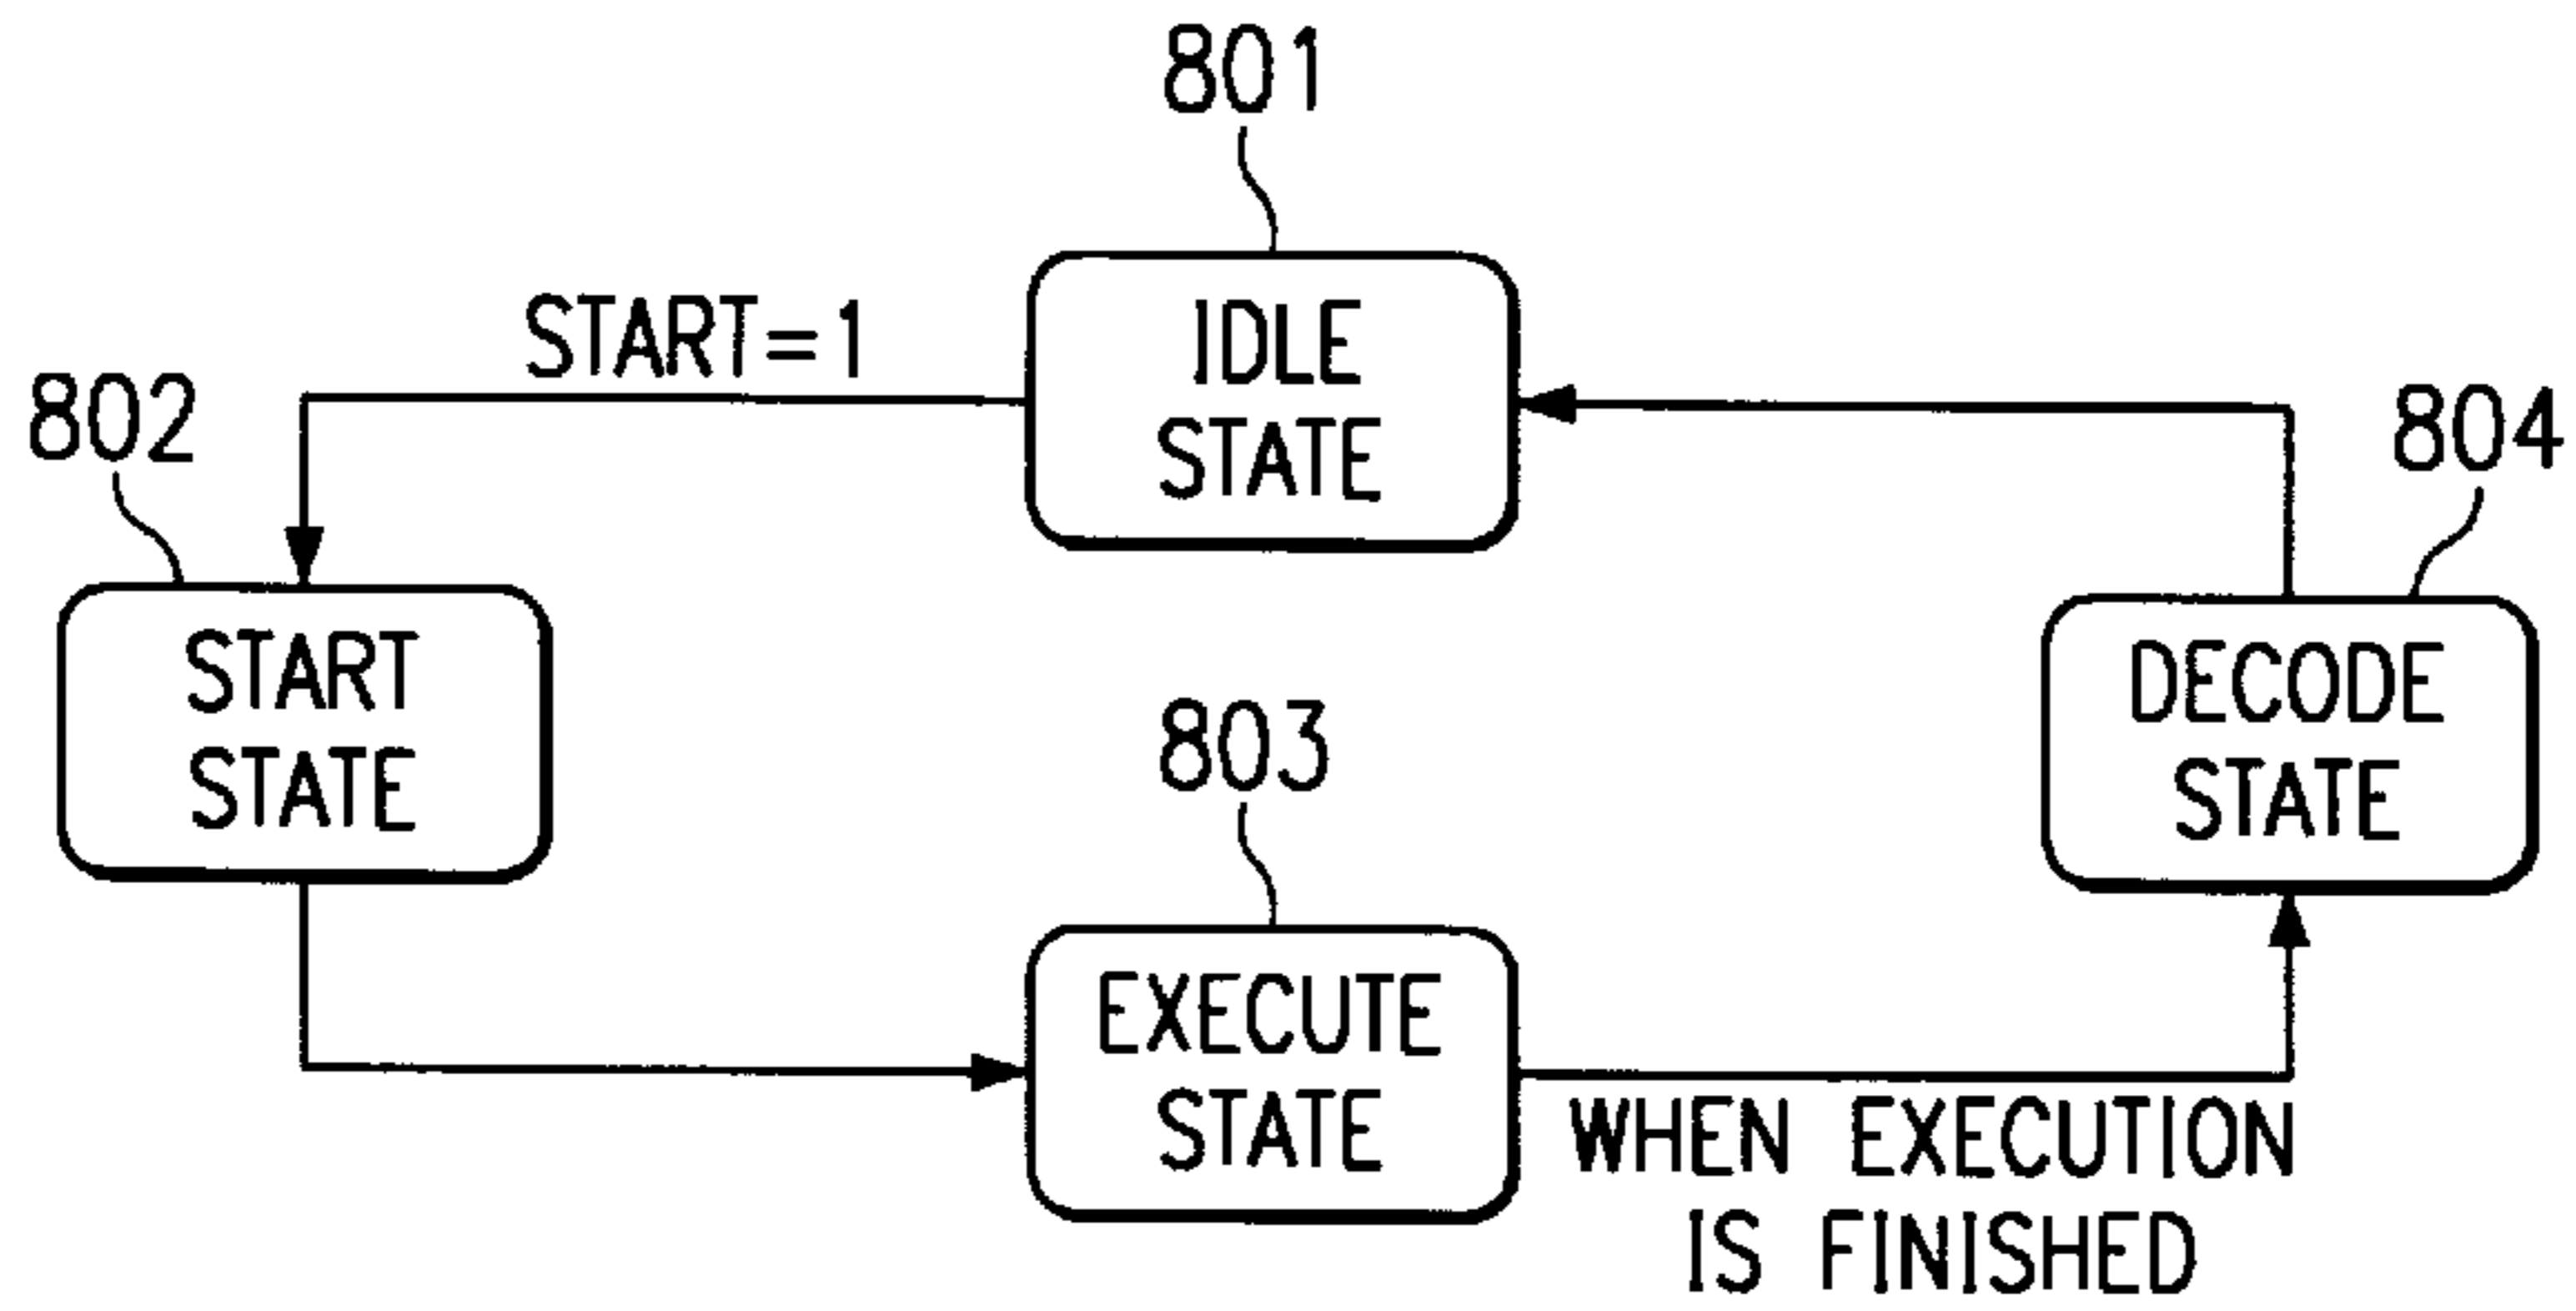 801
START=1
IDLE
STATE
802
804
START
STATE
DECODE
STATE
803
EXECUTE
STATE
WHEN EXECUTION
IS FINISHED